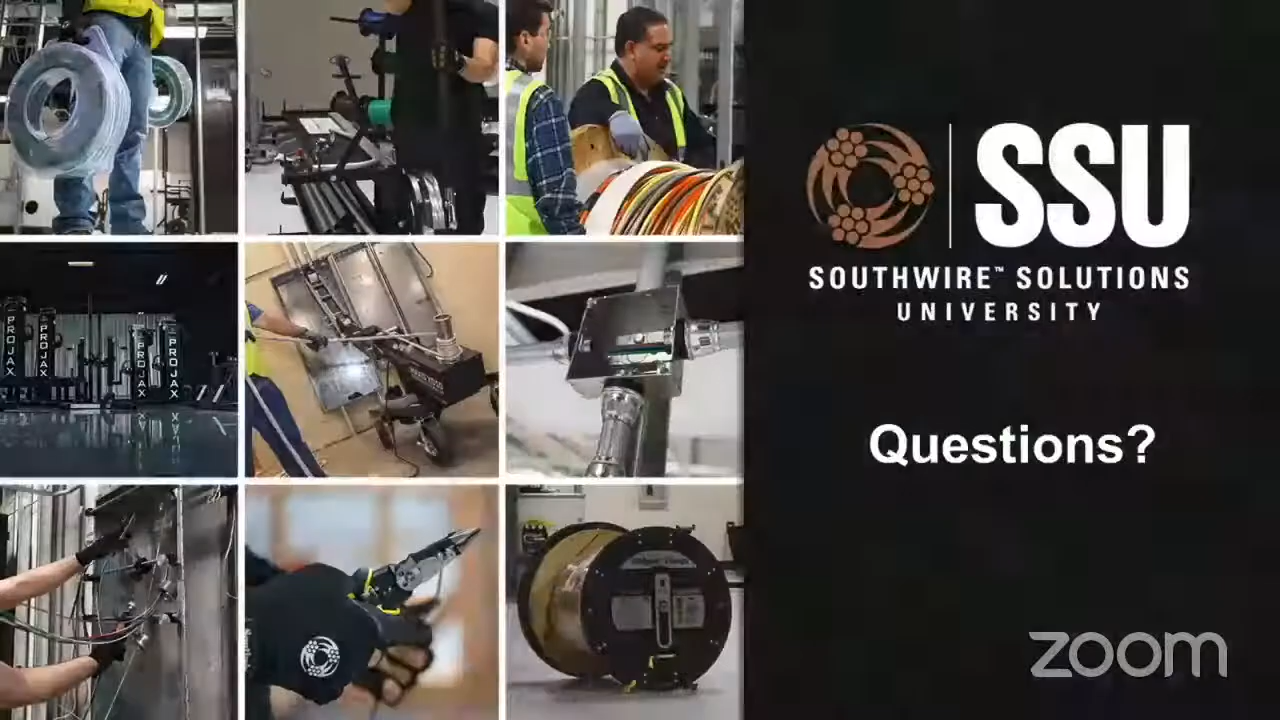 SSU
SOUTHWIRE™ SOLUTIONS
UNIVERSITY
Questions?
PROJAX
PROJAX
PROJAX
PROJAX
zoom